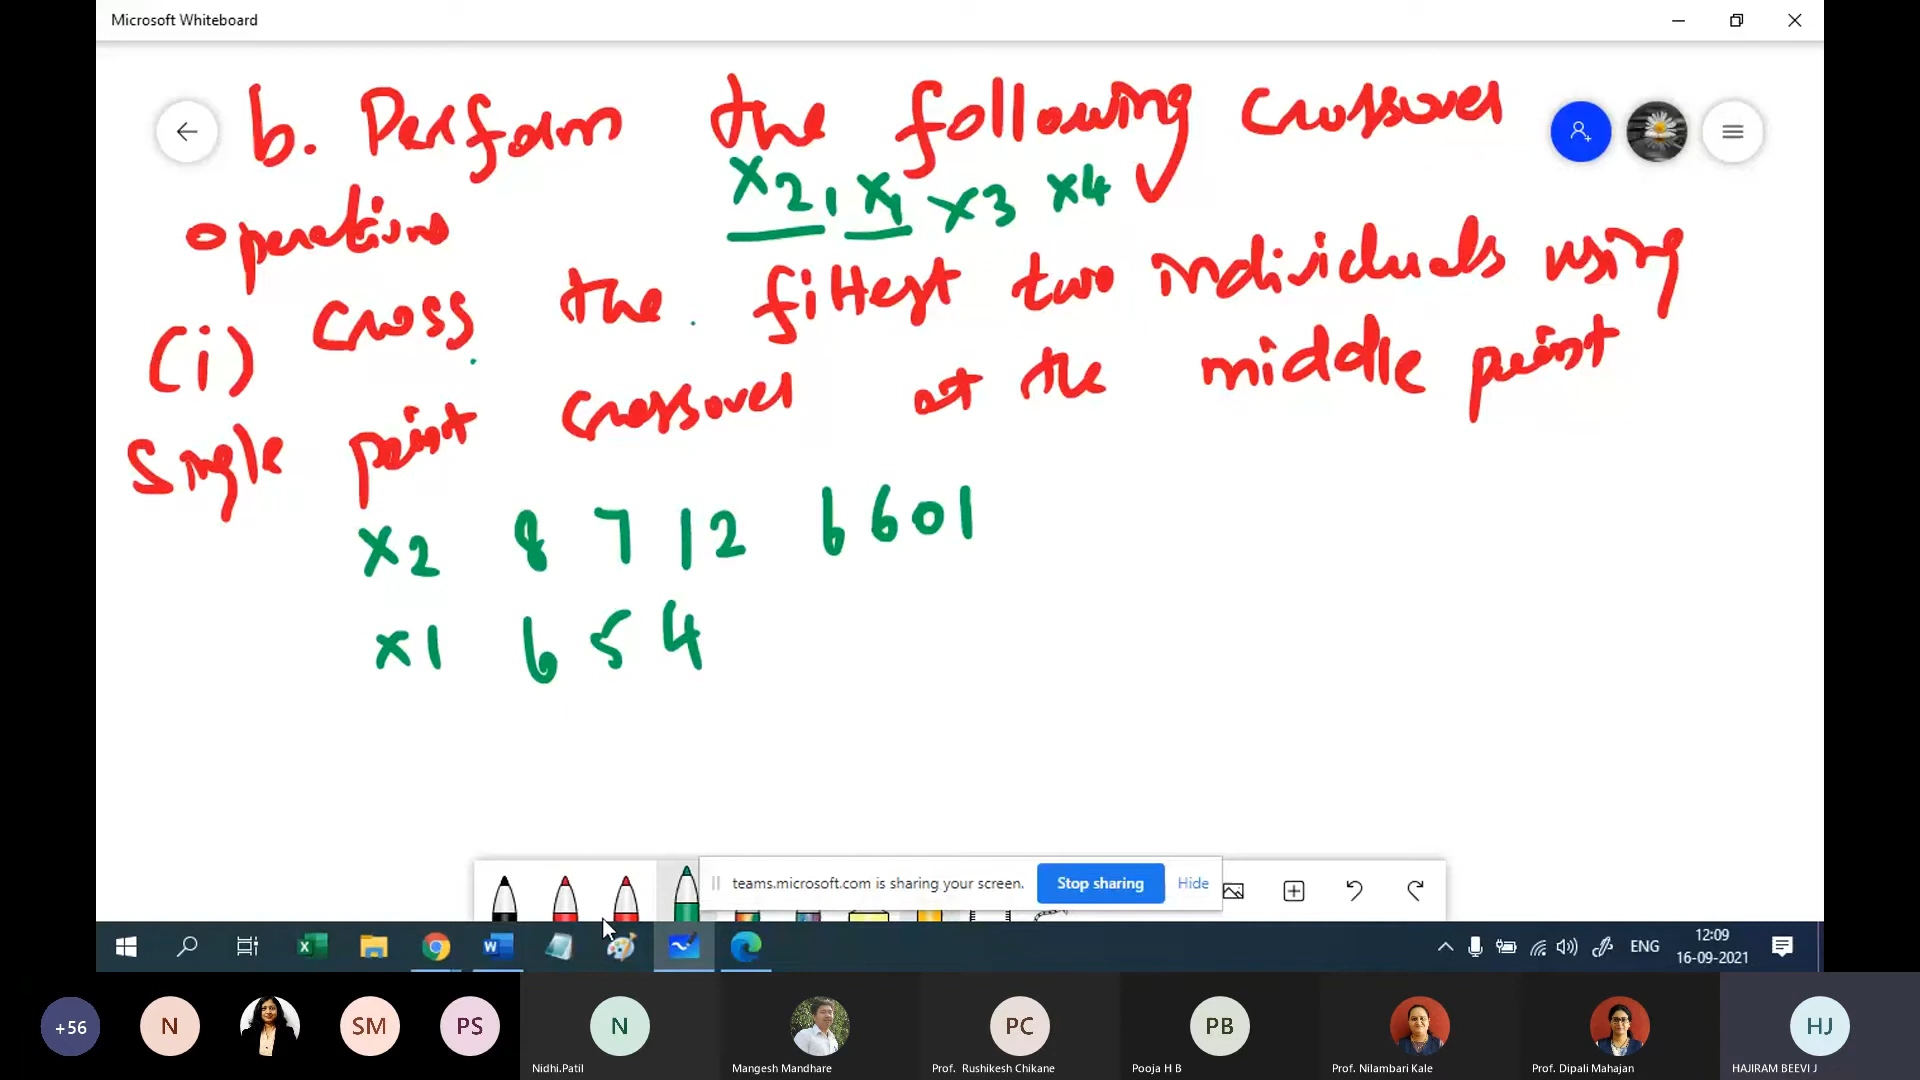 Microsoft Whiteboard
b. Perform the following crossover
operations
x2, x1 x3 x4
(i) cross the fittest two individuals using
single point crossover at the middle point
x2 8 7 1 2 6 6 0 1
x1 6 5 4
teams.microsoft.com is sharing your screen. Stop sharing Hide
ENG
12:09
16-09-2021
+56 N SM PS N PC PB HJ
Nidhi.Patil Mangesh Mandhare Prof. Rushikesh Chikane Pooja H B Prof. Nilambari Kale Prof. Dipali Mahajan HAJIRAM BEEVI J